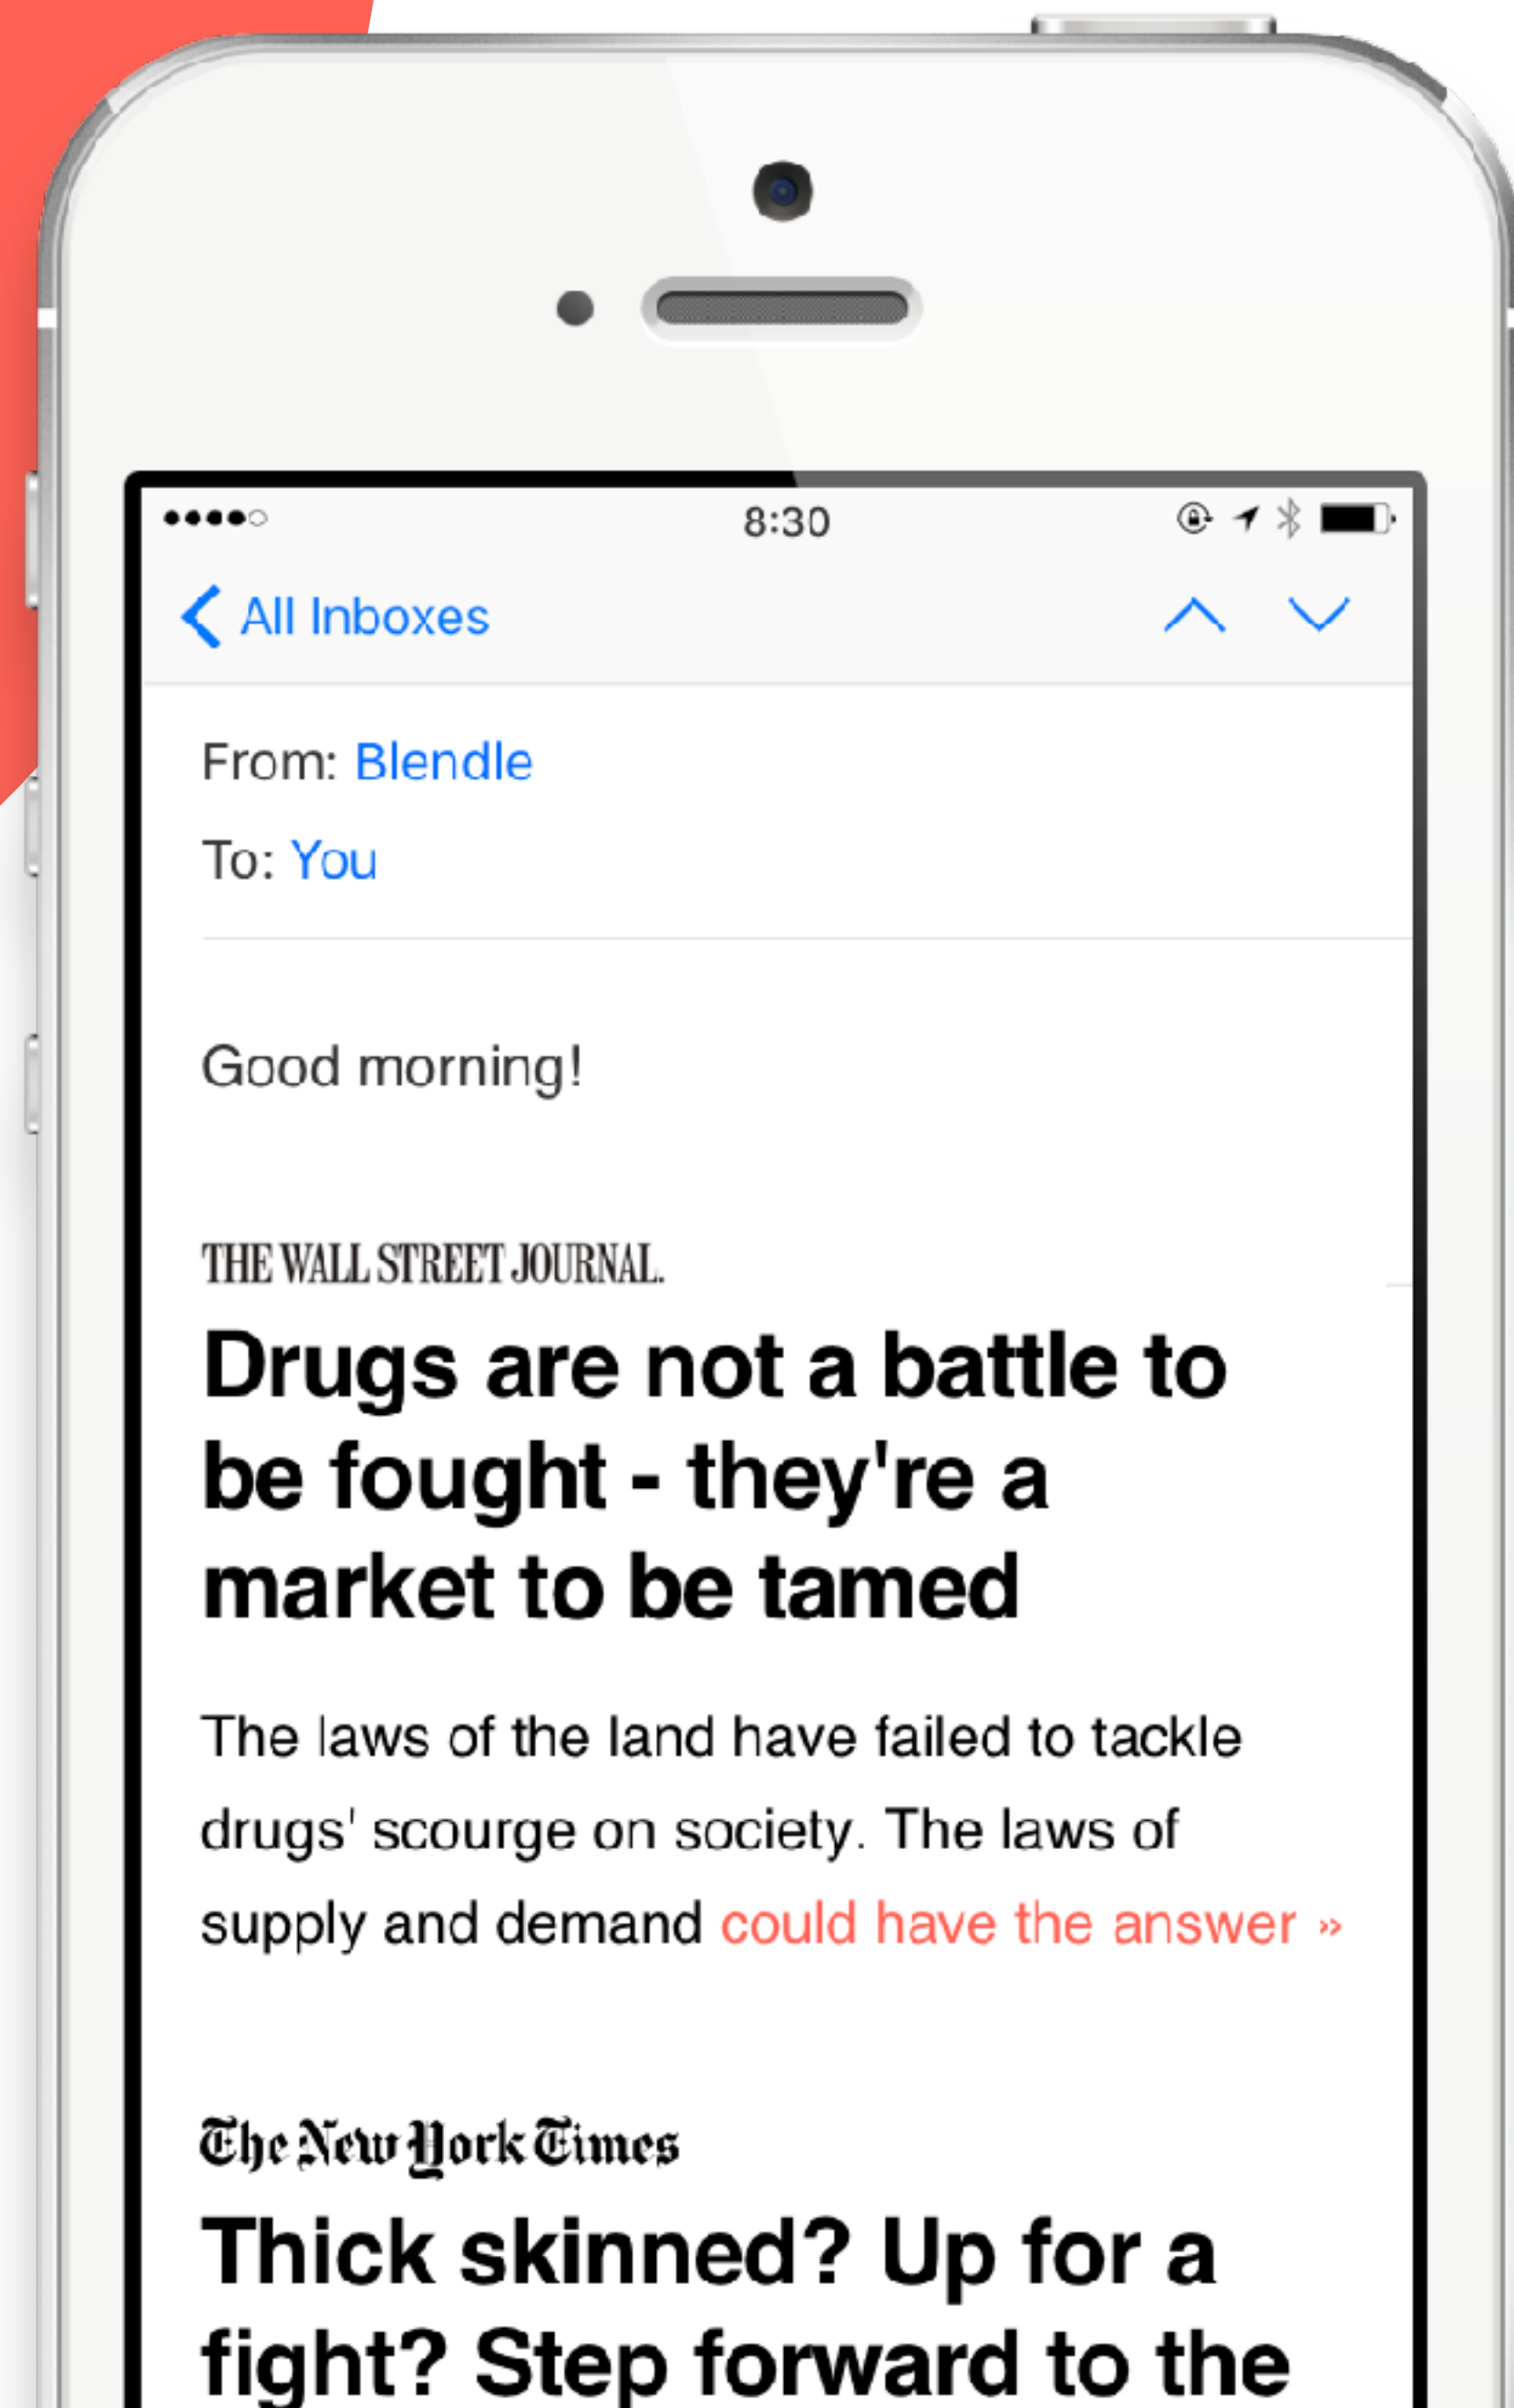 8:30
All Inboxes
From: Blendle
To: You
Good morning!
THE WALL STREET JOURNAL.
Drugs are not a battle to
be fought - they're a
market to be tamed
The laws of the land have failed to tackle
drugs' scourge on society. The laws of
supply and demand could have the answer »
The New York Times
Thick skinned? Up for a
fight? Step forward to the